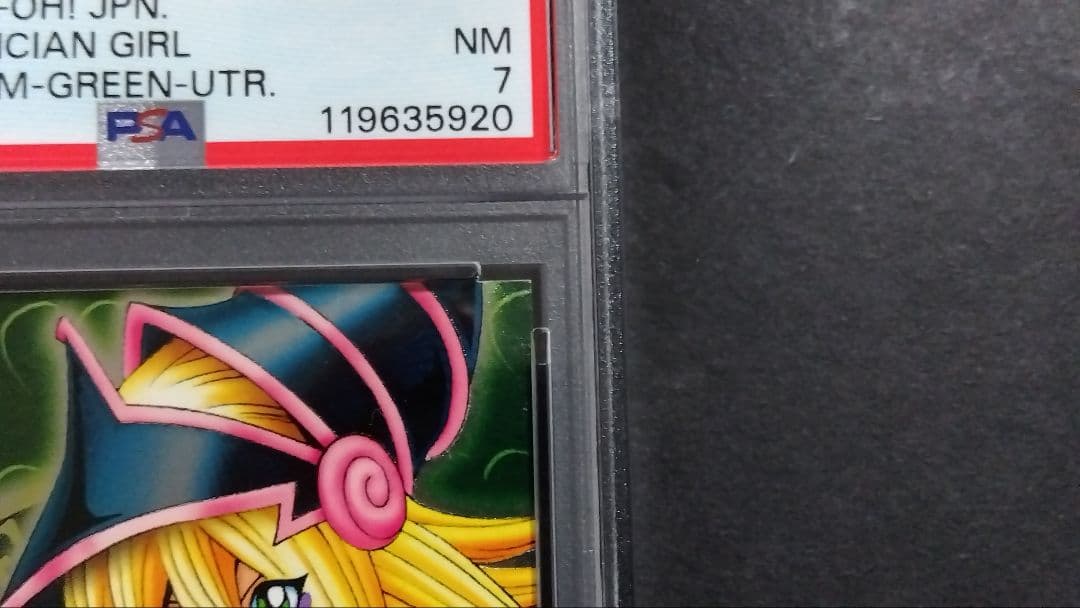 -OH! JPN.
ICIAN GIRL NM
M-GREEN-UTR. 7
PSA 119635920